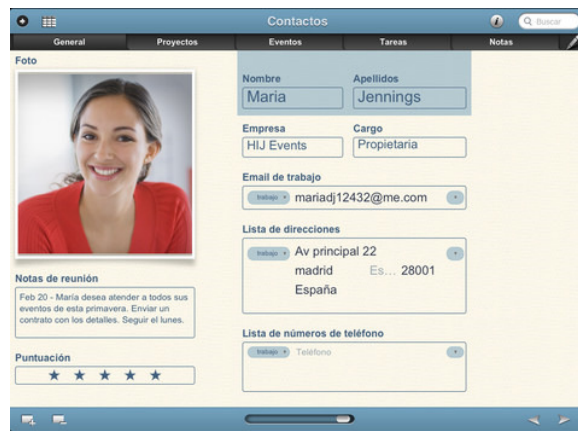 Contactos
Buscar
General Proyectos Eventos Tareas Notas
Foto
Nombre Apellidos
Maria Jennings
Empresa Cargo
HIJ Events Propietaria
Email de trabajo
trabajo mariadj12432@me.com
Lista de direcciones
trabajo Av principal 22
madrid Es... 28001
España
Notas de reunión
Feb 20 - María desea atender a todos sus
eventos de esta primavera. Enviar un
contrato con los detalles. Seguir el lunes.
Lista de números de teléfono
trabajo Teléfono
Puntuación